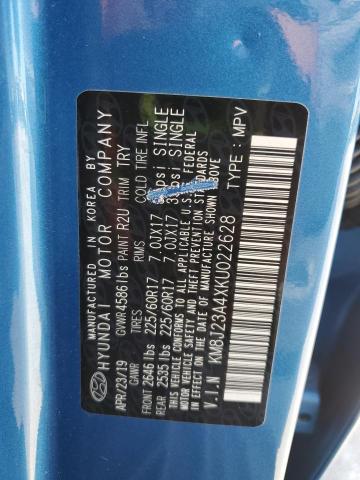 MANUFACTURED IN KOREA BY
HYUNDAI MOTOR COMPANY
GVWR 4586 lbs PAINT R2U TRIM TRY
APR/23/19 GAWR TIRES RIMS COLD TIRE INFL
FRONT 2646 lbs 225/60R17 7.0JX17 psi SINGLE
REAR 2535 lbs 225/60R17 7.0JX17 psi SINGLE
THIS VEHICLE CONFORMS TO ALL APPLICABLE U.S. FEDERAL
MOTOR VEHICLE SAFETY, BUMPER, AND THEFT PREVENTION STANDARDS
IN EFFECT ON THE DATE OF MANUFACTURE SHOWN ABOVE
V.I.N : KM8J23A4XKU022628 TYPE : MPV